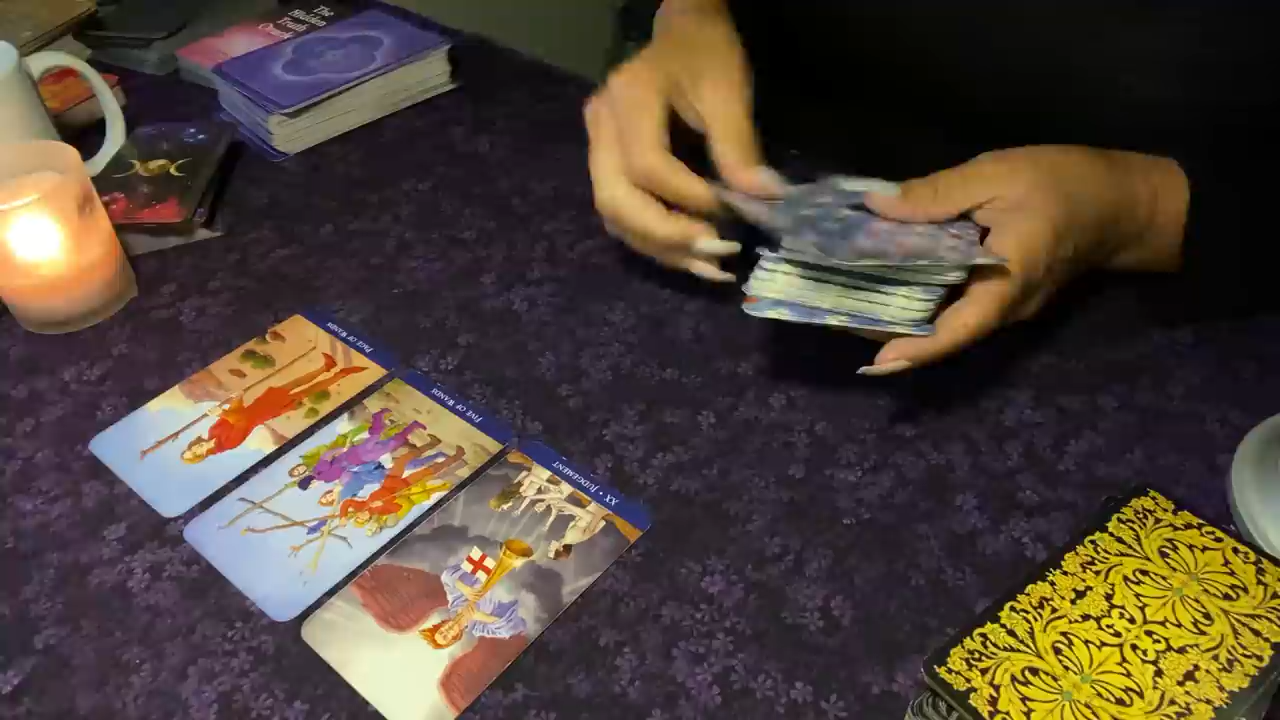 The
Hidden
Truth
Oracle
PAGE OF WANDS
FIVE OF WANDS
XX • JUDGEMENT